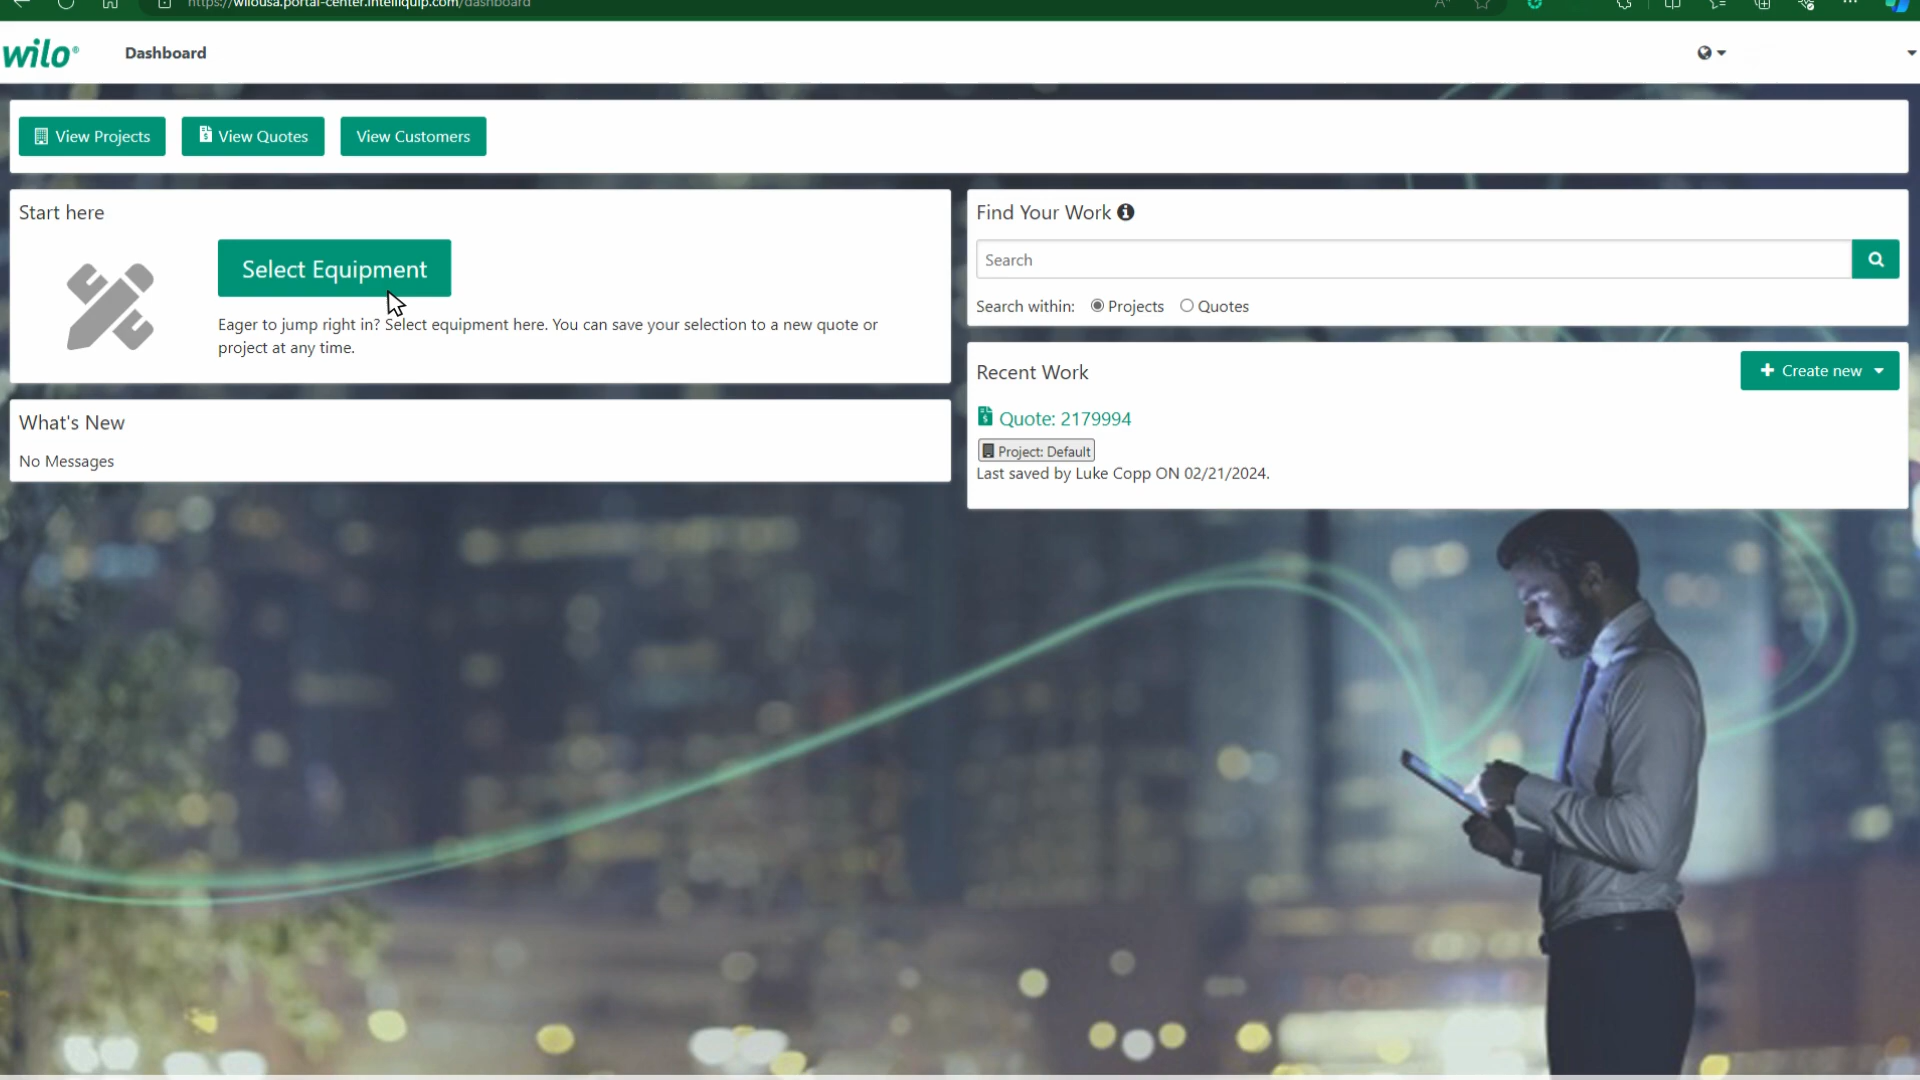 https://wilousa.portal-center.intelliquip.com/dashboard
wilo®
Dashboard
View Projects
View Quotes
View Customers
Start here
Select Equipment
Eager to jump right in? Select equipment here. You can save your selection to a new quote or
project at any time.
What's New
No Messages
Find Your Work
Search
Search within: Projects Quotes
Recent Work
Create new
Quote: 2179994
Project: Default
Last saved by Luke Copp ON 02/21/2024.